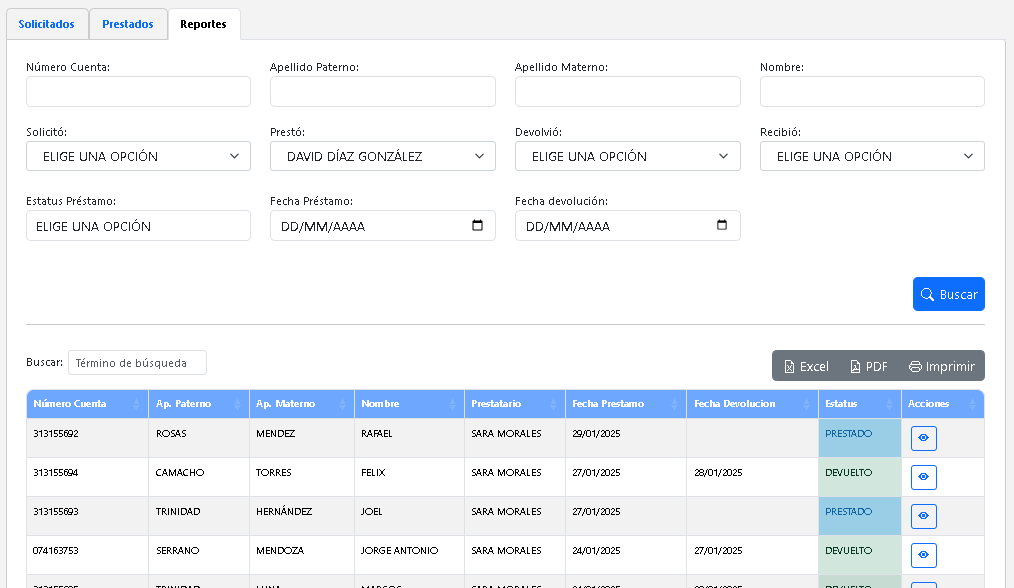 Solicitados Prestados Reportes
Número Cuenta: Apellido Paterno: Apellido Materno: Nombre:
Solicitó: Prestó: Devolvió: Recibió:
ELIGE UNA OPCIÓN DAVID DÍAZ GONZÁLEZ ELIGE UNA OPCIÓN ELIGE UNA OPCIÓN
Estatus Préstamo: Fecha Préstamo: Fecha devolución:
ELIGE UNA OPCIÓN DD/MM/AAAA DD/MM/AAAA
Buscar
Buscar: Término de búsqueda Excel PDF Imprimir
Número Cuenta Ap. Paterno Ap. Materno Nombre Prestatario Fecha Prestamo Fecha Devolucion Estatus Acciones
313155692 ROSAS MENDEZ RAFAEL SARA MORALES 29/01/2025 PRESTADO
313155694 CAMACHO TORRES FELIX SARA MORALES 27/01/2025 28/01/2025 DEVUELTO
313155693 TRINIDAD HERNÁNDEZ JOEL SARA MORALES 27/01/2025 PRESTADO
074163753 SERRANO MENDOZA JORGE ANTONIO SARA MORALES 24/01/2025 27/01/2025 DEVUELTO